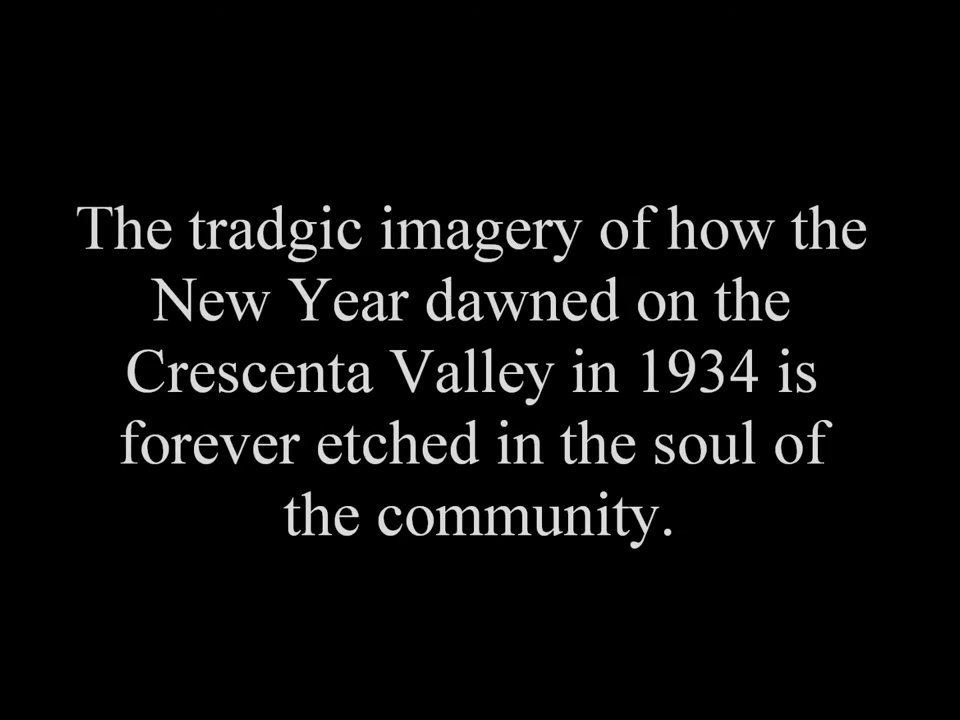 The tradgic imagery of how the
New Year dawned on the
Crescenta Valley in 1934 is
forever etched in the soul of
the community.